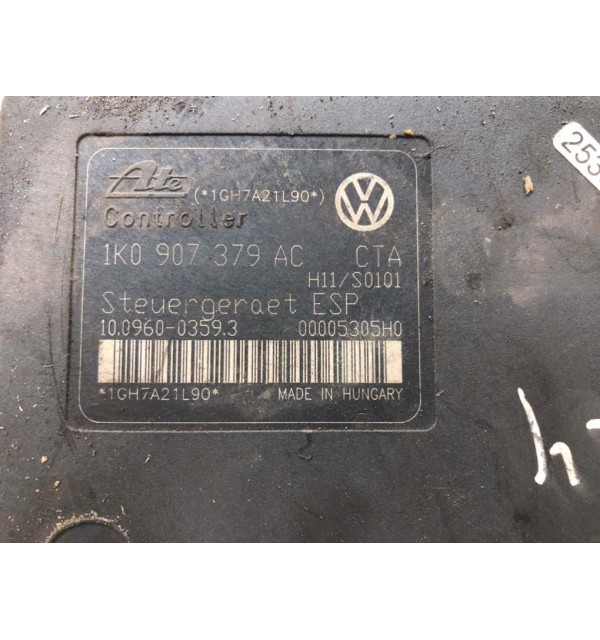 Ate (*1GH7A21L90*)
Controller
1K0 907 379 AC CTA
H11/S0101
Steuergeraet ESP
10.0960-0359.3 00005305H0
*1GH7A21L90* MADE IN HUNGARY
253